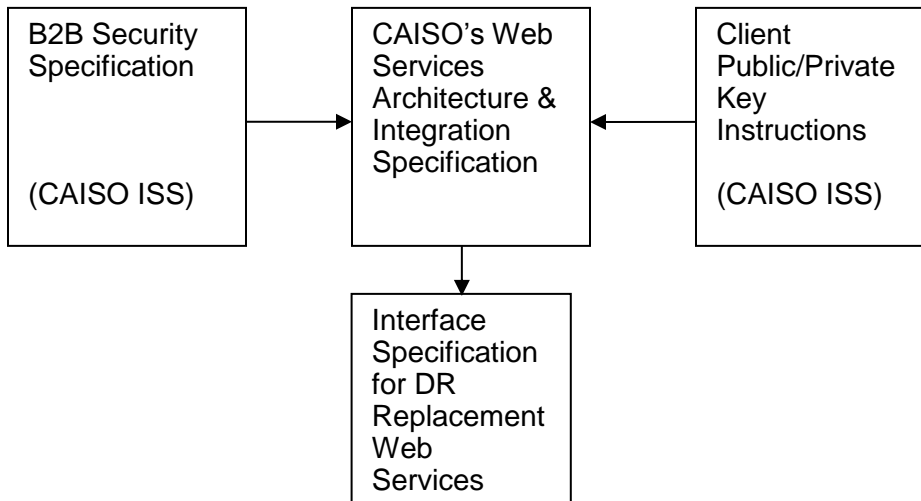 B2B Security
Specification
(CAISO ISS)
CAISO’s Web
Services
Architecture &
Integration
Specification
Client
Public/Private
Key
Instructions
(CAISO ISS)
Interface
Specification
for DR
Replacement
Web
Services